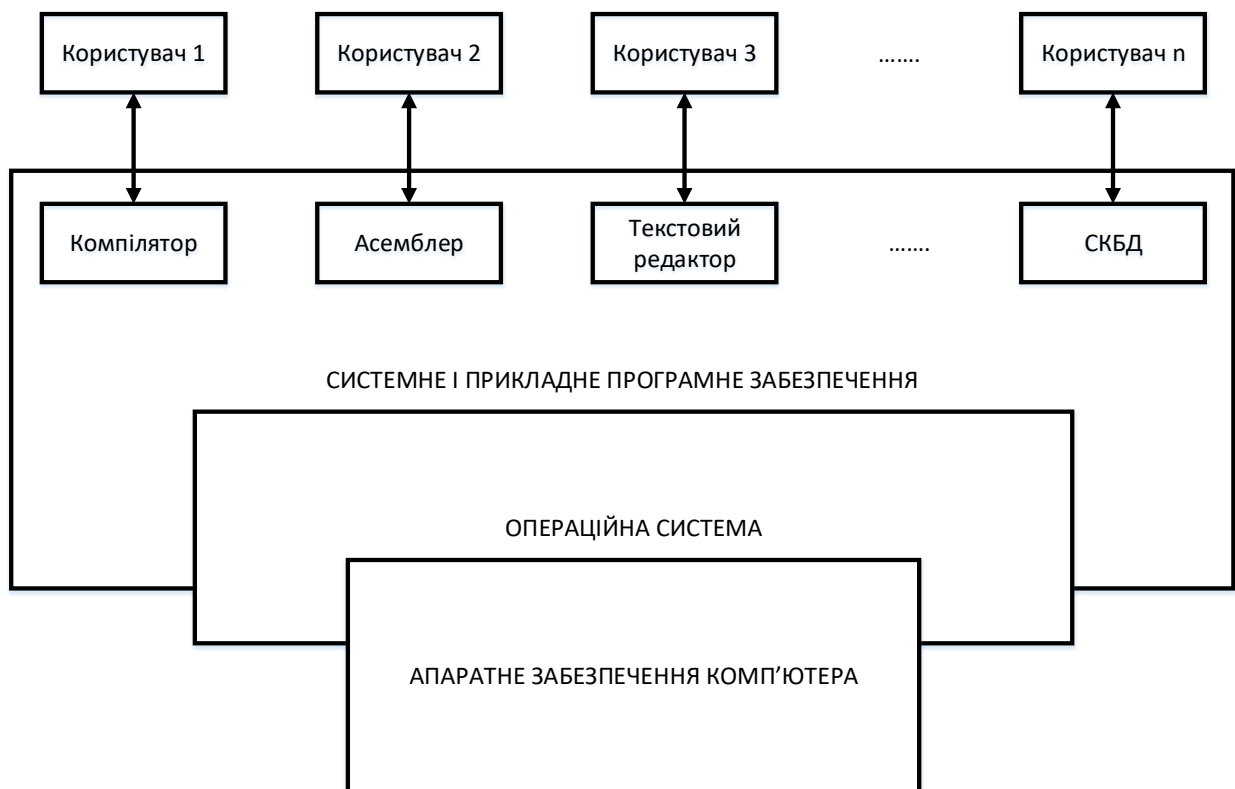 Користувач 1
Користувач 2
Користувач 3
.......
Користувач n
Компілятор
Асемблер
Текстовий
редактор
.......
СКБД
СИСТЕМНЕ І ПРИКЛАДНЕ ПРОГРАМНЕ ЗАБЕЗПЕЧЕННЯ
ОПЕРАЦІЙНА СИСТЕМА
АПАРАТНЕ ЗАБЕЗПЕЧЕННЯ КОМП’ЮТЕРА